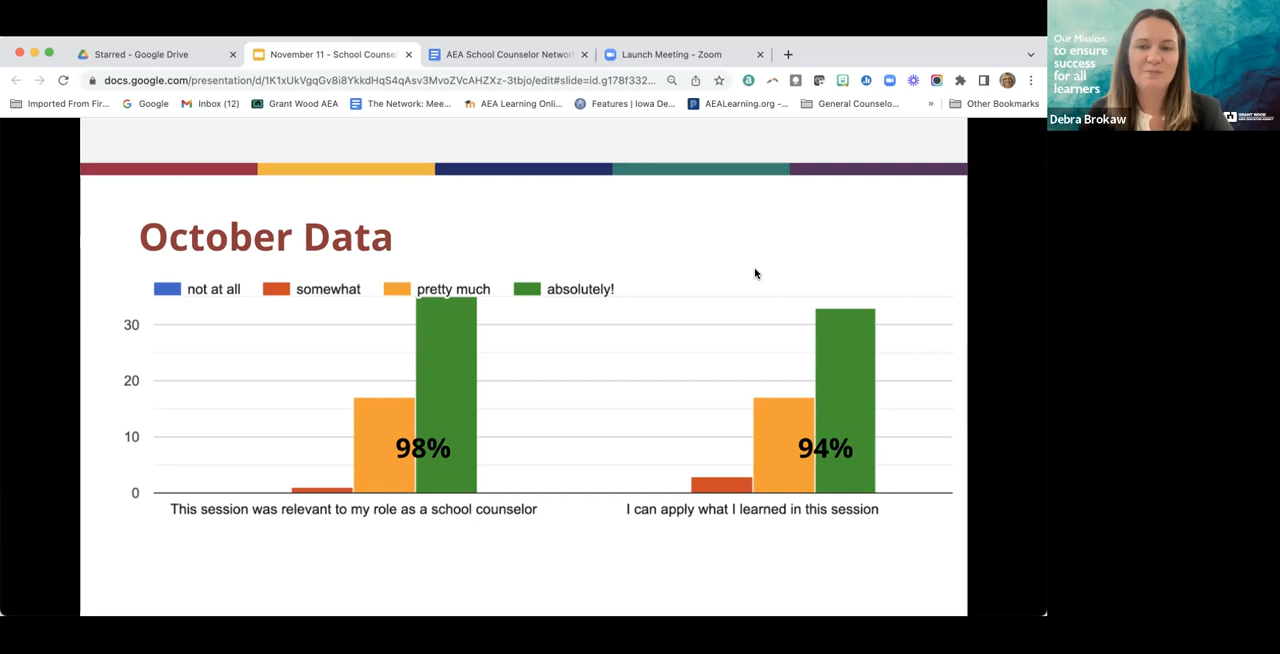 Starred - Google Drive
November 11 - School Counsel
AEA School Counselor Network
Launch Meeting - Zoom
docs.google.com/presentation/d/1K1xUkVgqGv8i8YkkdHqS4qAsv3MvoZVcAHZXz-3tbjo/edit#slide=id.g178f332...
Imported From Fir...
Google
Inbox (12)
Grant Wood AEA
The Network: Mee...
AEA Learning Onli...
Features | Iowa De...
AEALearning.org -...
General Counselo...
»
Other Bookmarks
Our Mission:
to ensure
success
for all
learners
GRANT WOOD
Debra Brokaw
October Data
not at all
somewhat
pretty much
absolutely!
30
20
10
0
98%
94%
This session was relevant to my role as a school counselor
I can apply what I learned in this session